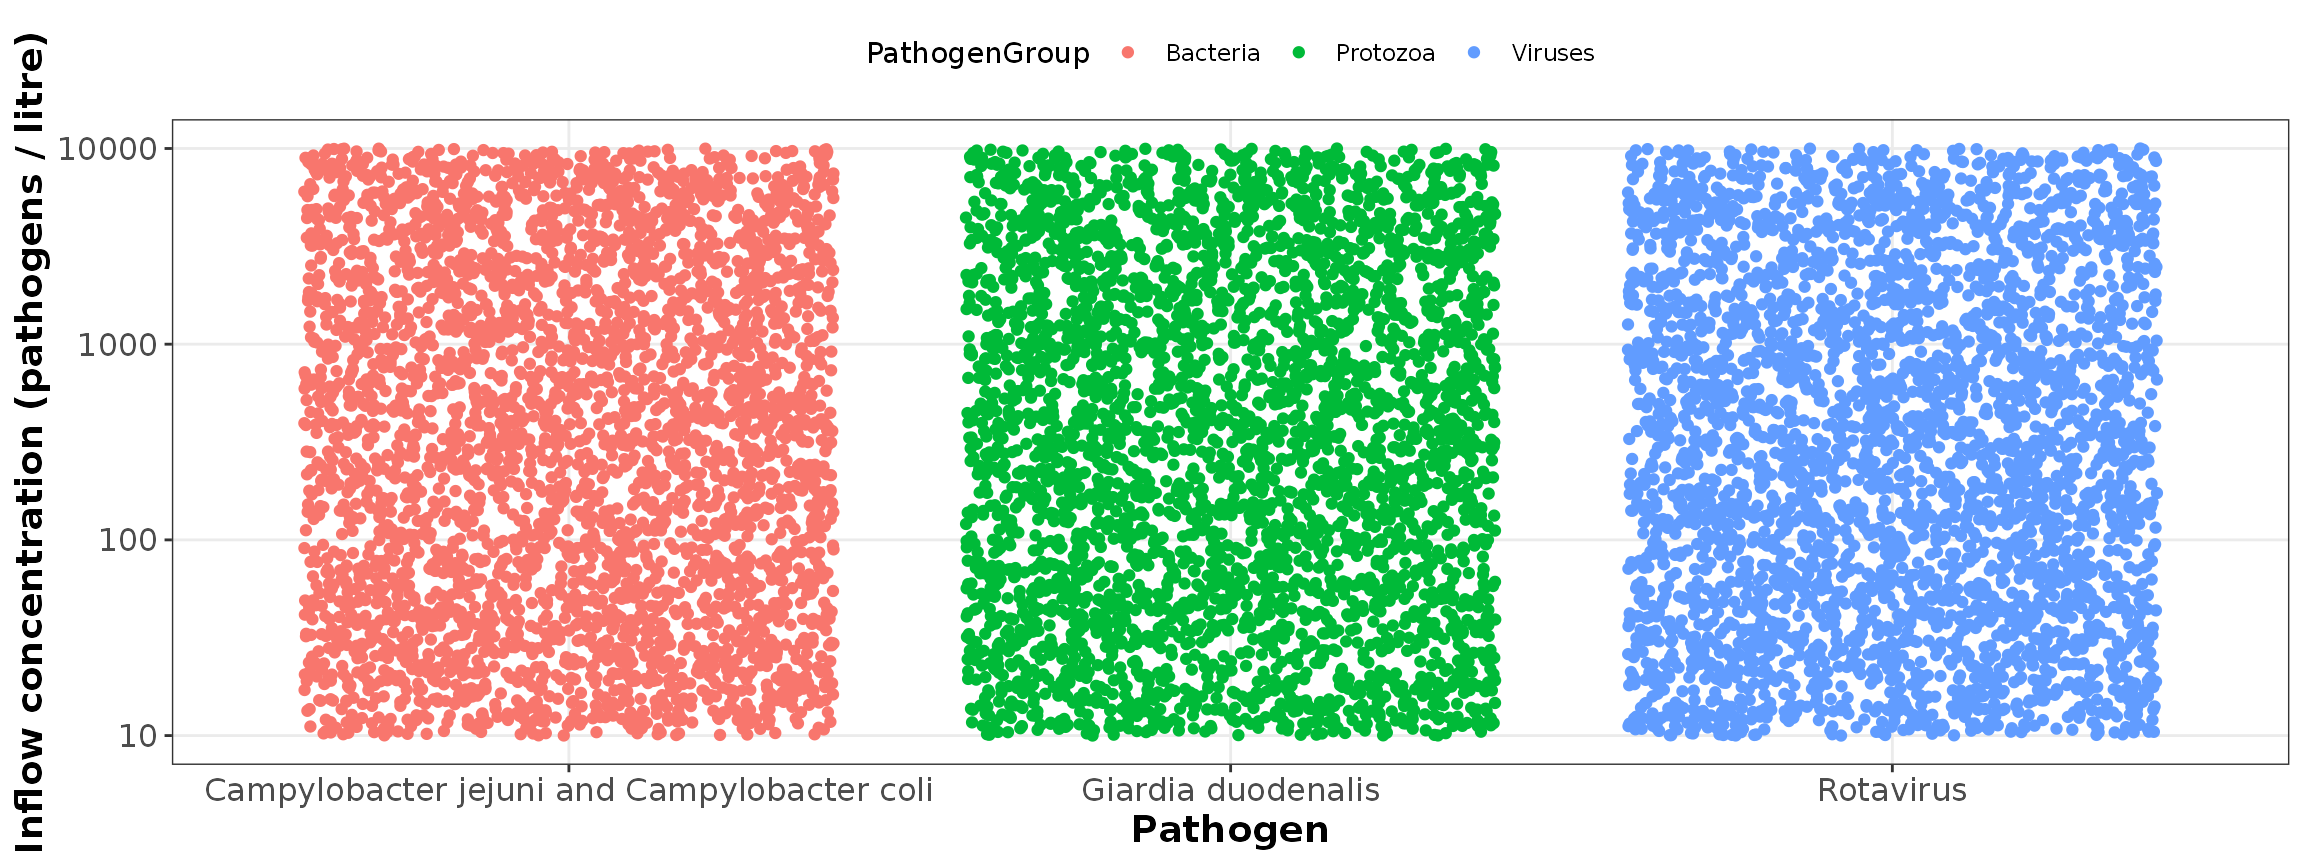 PathogenGroup Bacteria Protozoa Viruses
Inflow concentration (pathogens / litre)
10000
1000
100
10
Campylobacter jejuni and Campylobacter coli Giardia duodenalis Rotavirus
Pathogen